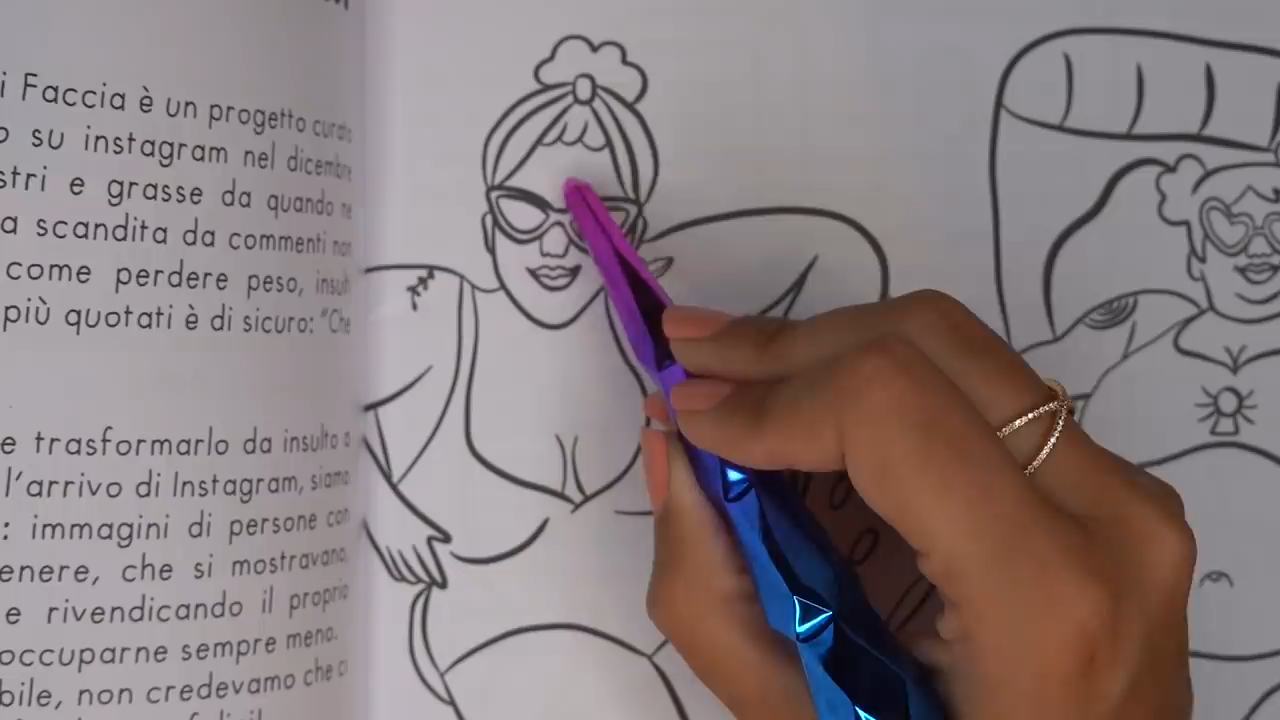 i Faccia è un progetto curato
o su instagram nel dicembre
stri e grasse da quando ne
a scandita da commenti non
come perdere peso, insulti
più quotati è di sicuro: "Che
e trasformarlo da insulto a
l'arrivo di Instagram, siamo
: immagini di persone con
enere, che si mostravano,
e rivendicando il proprio
occuparne sempre meno.
bile, non credevamo che ci